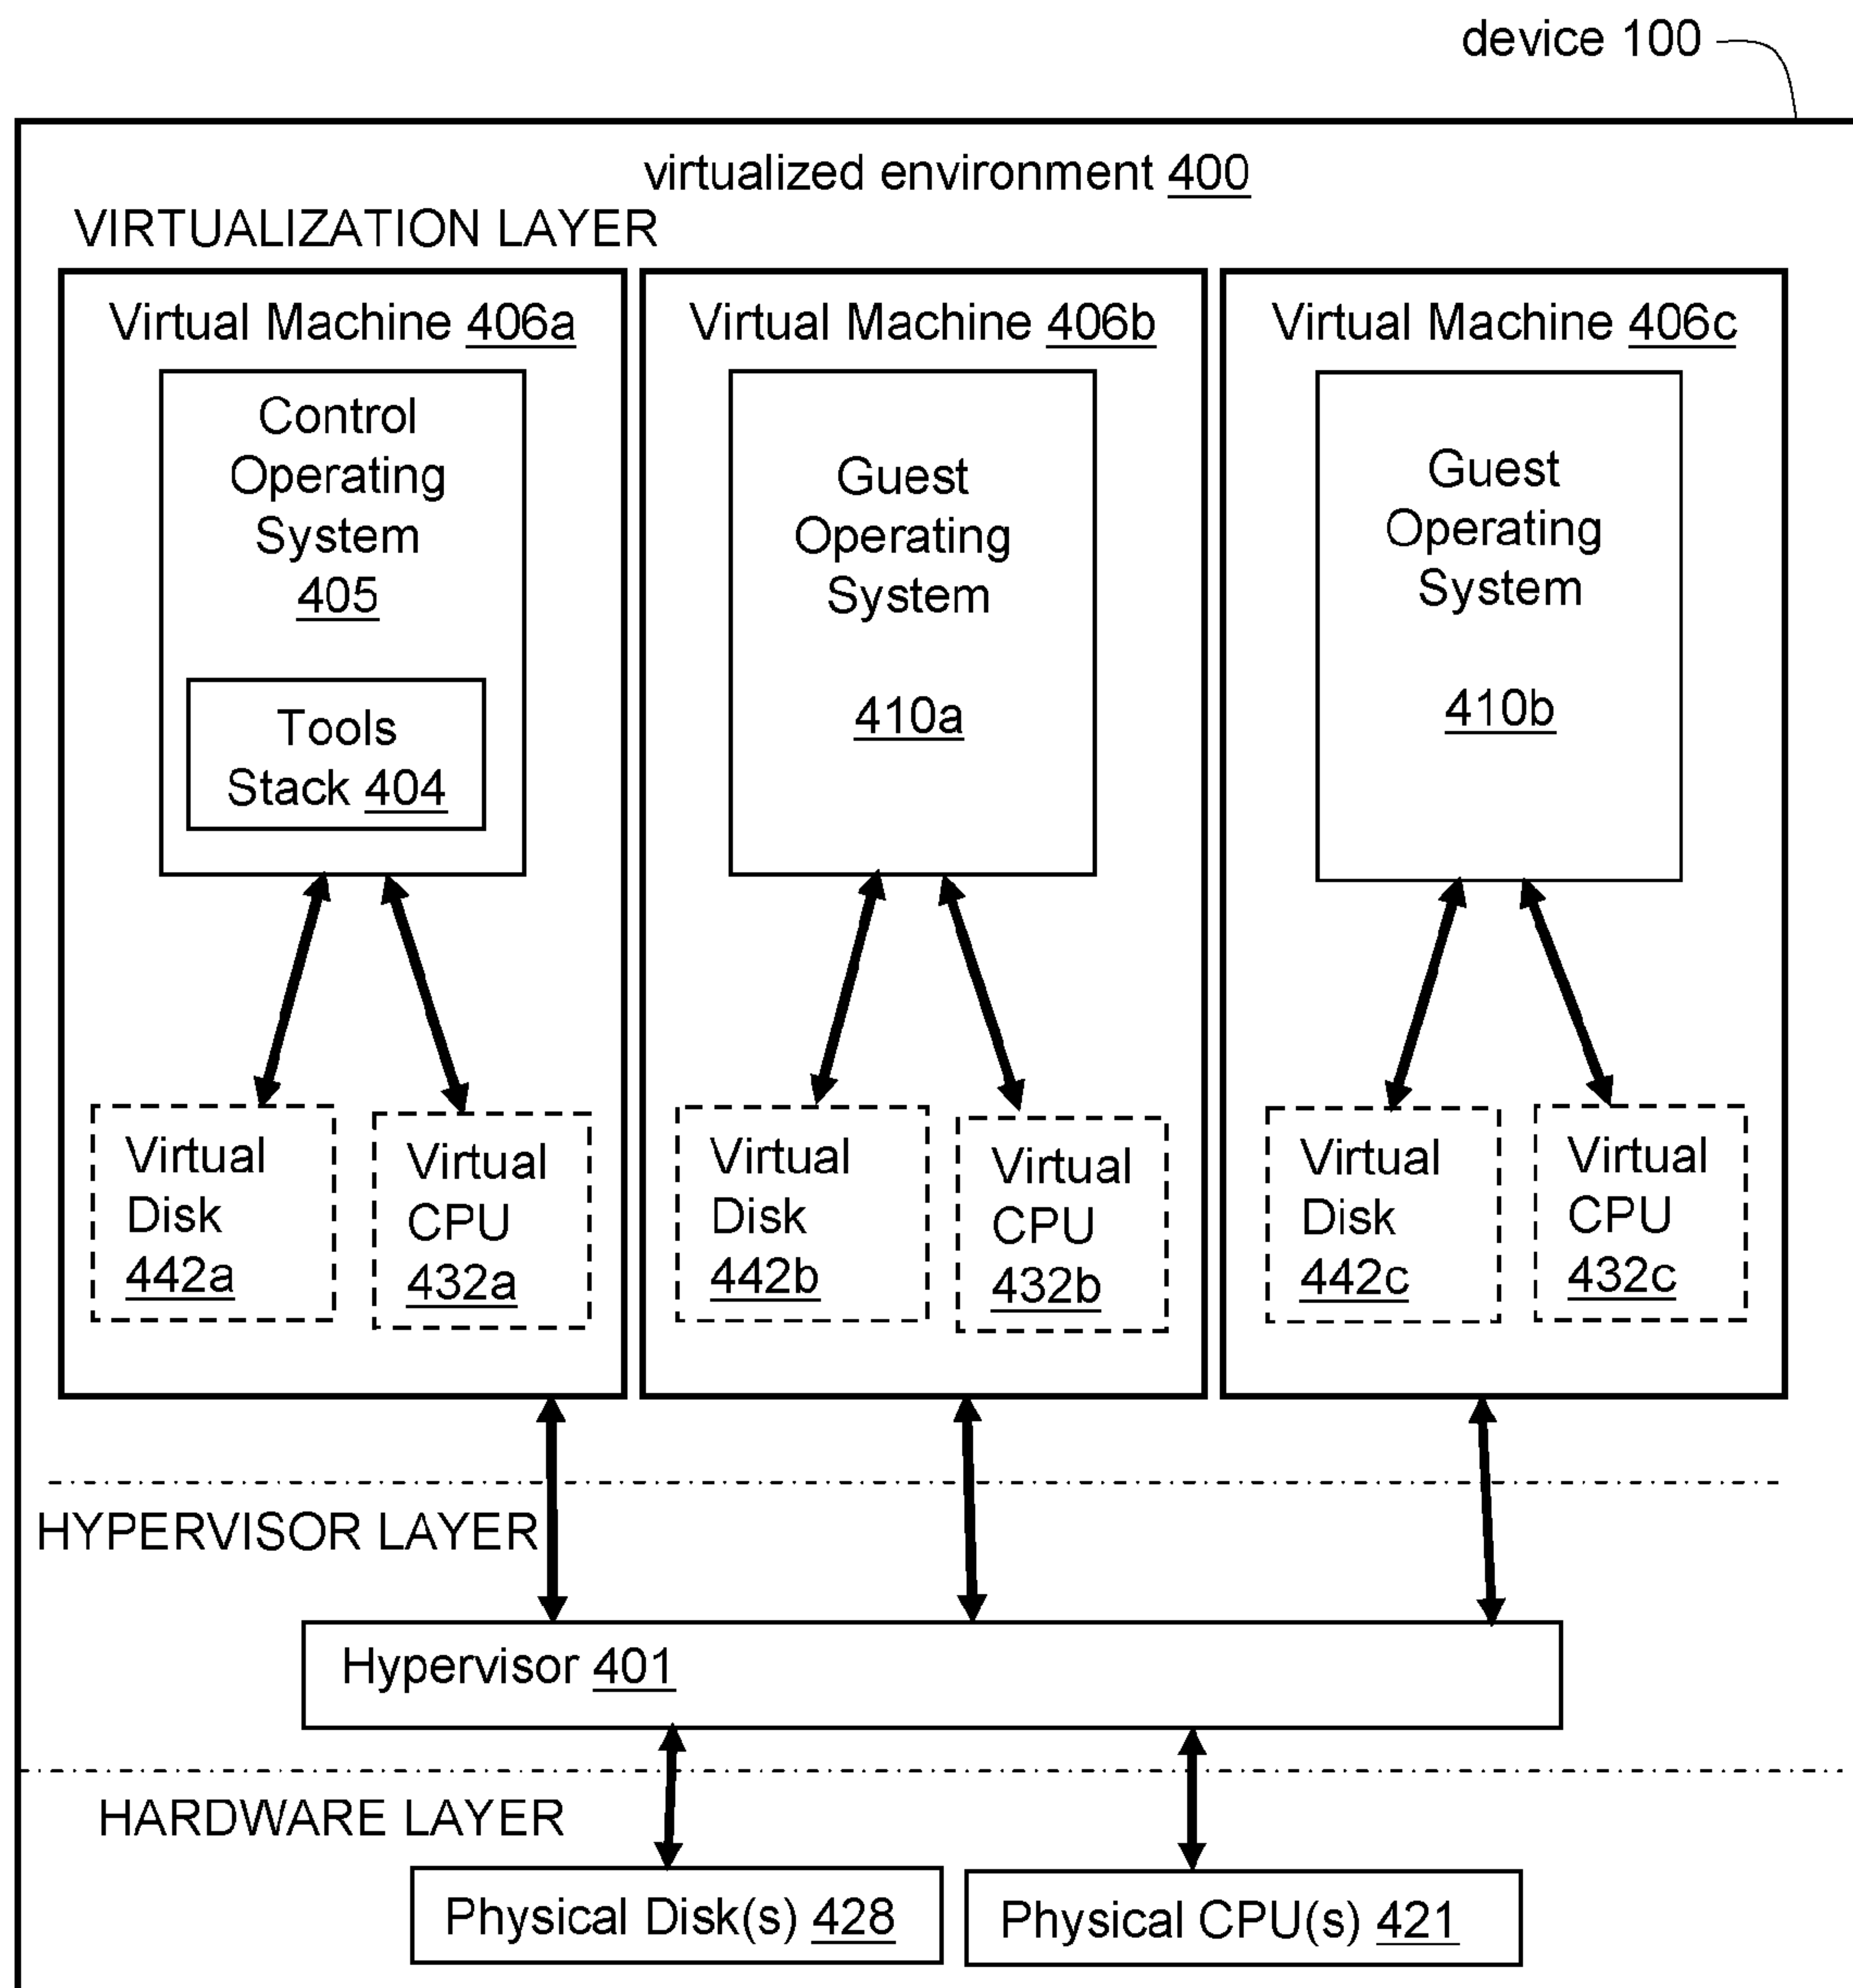 device 100
virtualized environment 400
VIRTUALIZATION LAYER
Virtual Machine 406a
Control
Operating
System
405
Tools
Stack 404
Virtual
Disk
442a
Virtual
CPU
432a
Virtual Machine 406b
Guest
Operating
System
410a
Virtual
Disk
442b
Virtual
CPU
432b
Virtual Machine 406c
Guest
Operating
System
410b
Virtual
Disk
442c
Virtual
CPU
432c
HYPERVISOR LAYER
Hypervisor 401
HARDWARE LAYER
Physical Disk(s) 428
Physical CPU(s) 421